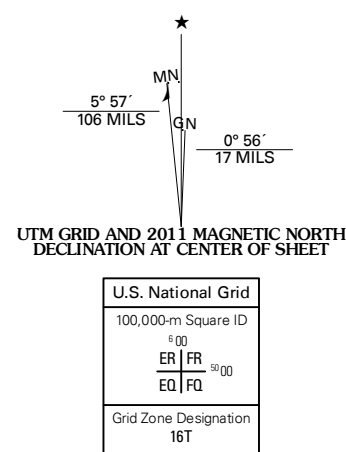 ★
MN
5° 57´
106 MILS
GN
0° 56´
17 MILS
UTM GRID AND 2011 MAGNETIC NORTH
DECLINATION AT CENTER OF SHEET
U.S. National Grid
100,000-m Square ID
6 00
ER FR
50 00
EQ FQ
Grid Zone Designation
16T